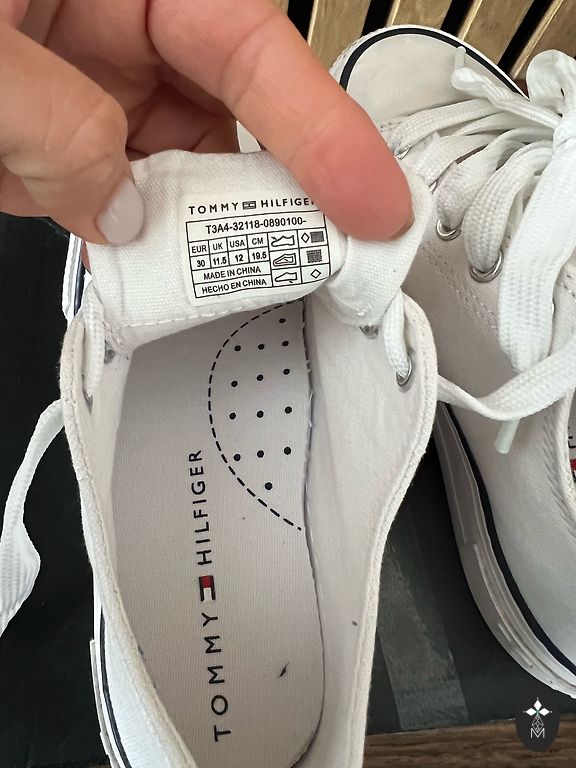 TOMMY HILFIGER
T3A4-32118-0890100-
EUR UK USA CM
30 11.5 12 19.5
MADE IN CHINA
HECHO EN CHINA
TOMMY HILFIGER
M